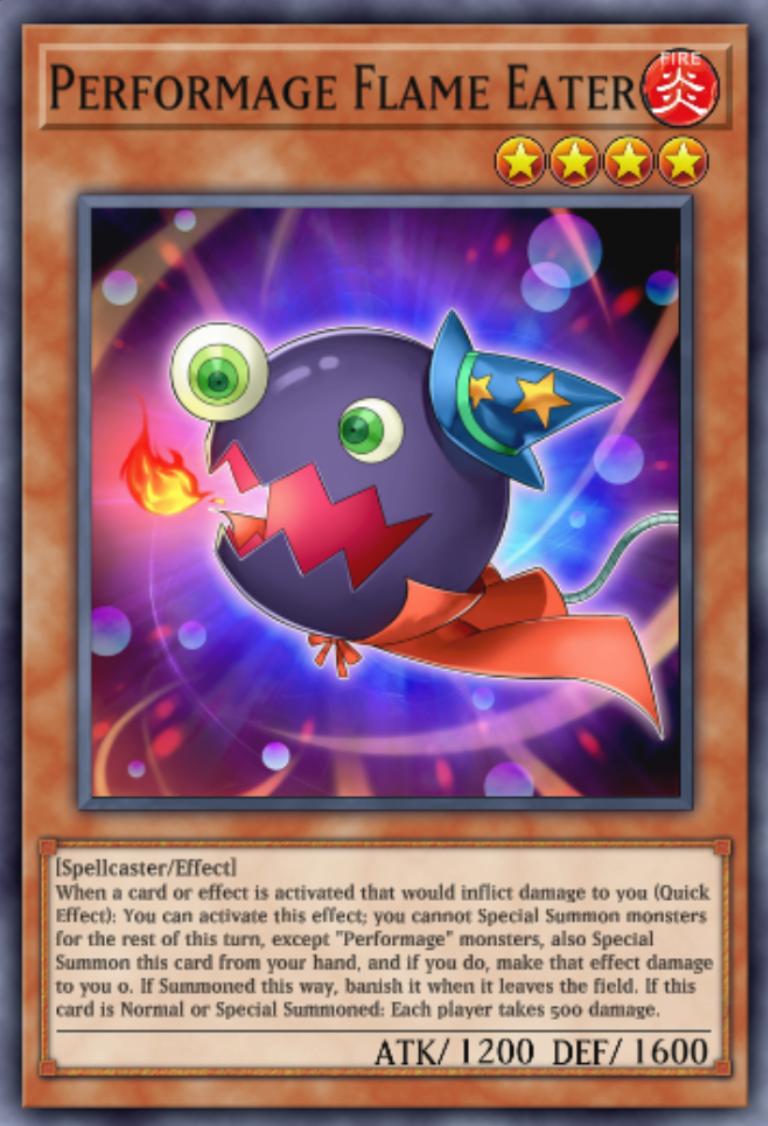 PERFORMAGE FLAME EATER
FIRE
炎
[Spellcaster/Effect]
When a card or effect is activated that would inflict damage to you (Quick
Effect): You can activate this effect; you cannot Special Summon monsters
for the rest of this turn, except "Performage" monsters, also Special
Summon this card from your hand, and if you do, make that effect damage
to you 0. If Summoned this way, banish it when it leaves the field. If this
card is Normal or Special Summoned: Each player takes 500 damage.
ATK/ 1200 DEF/ 1600